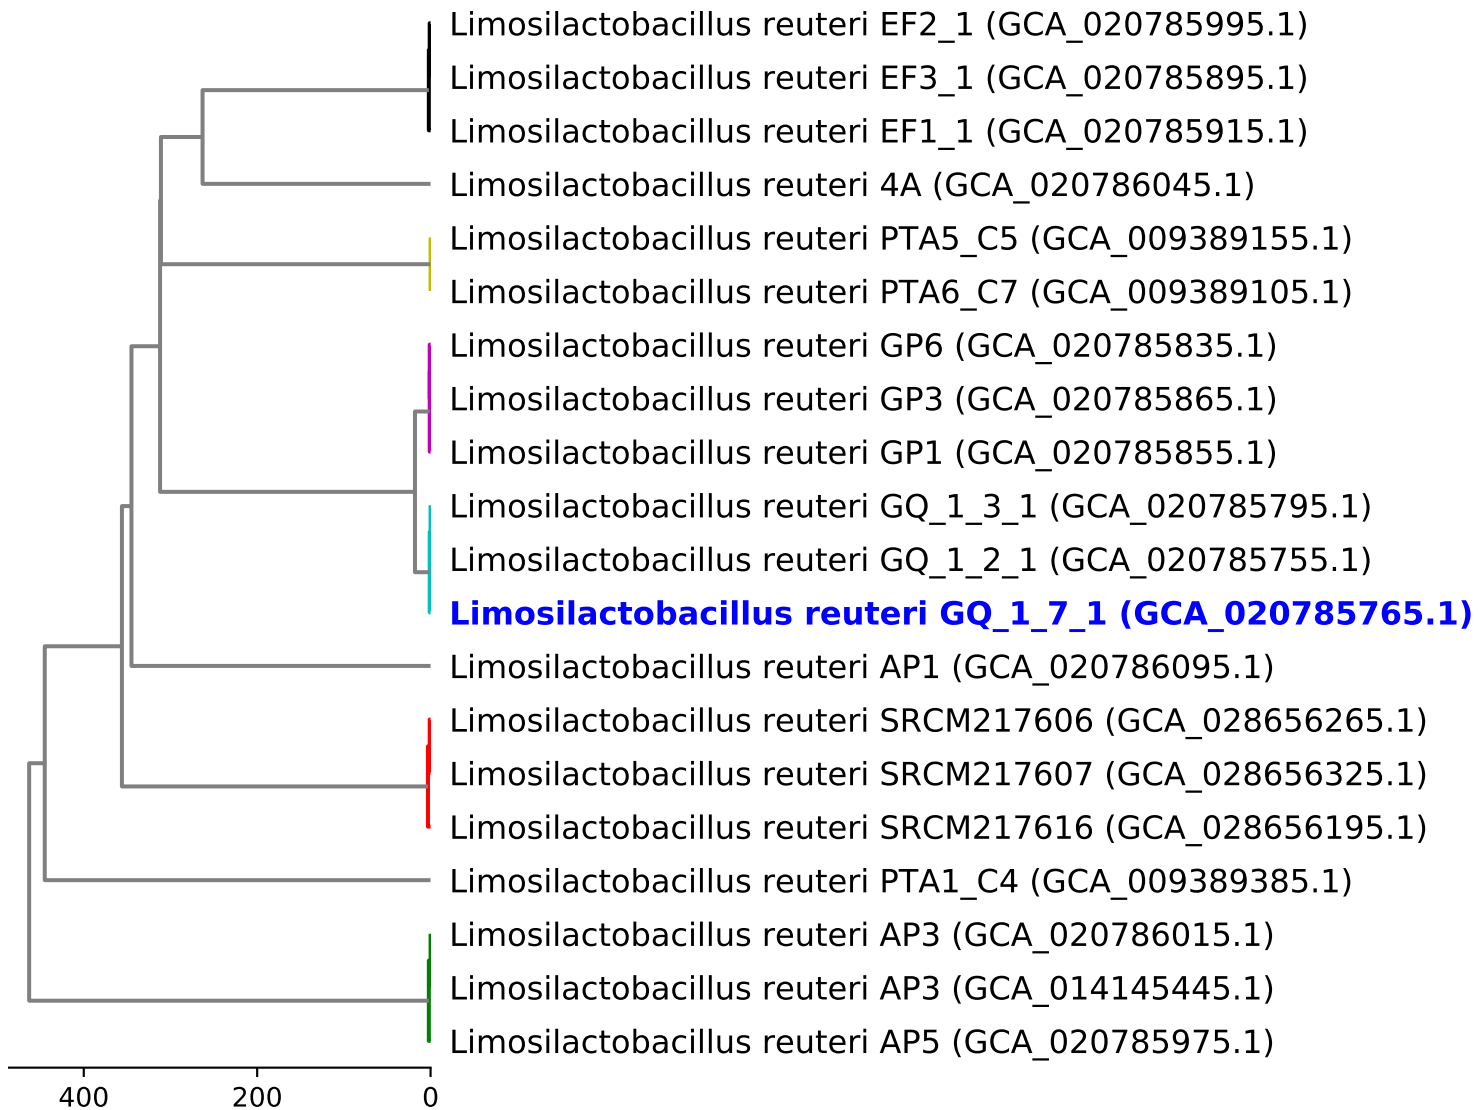 Limosilactobacillus reuteri EF2_1 (GCA_020785995.1)
Limosilactobacillus reuteri EF3_1 (GCA_020785895.1)
Limosilactobacillus reuteri EF1_1 (GCA_020785915.1)
Limosilactobacillus reuteri 4A (GCA_020786045.1)
Limosilactobacillus reuteri PTA5_C5 (GCA_009389155.1)
Limosilactobacillus reuteri PTA6_C7 (GCA_009389105.1)
Limosilactobacillus reuteri GP6 (GCA_020785835.1)
Limosilactobacillus reuteri GP3 (GCA_020785865.1)
Limosilactobacillus reuteri GP1 (GCA_020785855.1)
Limosilactobacillus reuteri GQ_1_3_1 (GCA_020785795.1)
Limosilactobacillus reuteri GQ_1_2_1 (GCA_020785755.1)
Limosilactobacillus reuteri GQ_1_7_1 (GCA_020785765.1)
Limosilactobacillus reuteri AP1 (GCA_020786095.1)
Limosilactobacillus reuteri SRCM217606 (GCA_028656265.1)
Limosilactobacillus reuteri SRCM217607 (GCA_028656325.1)
Limosilactobacillus reuteri SRCM217616 (GCA_028656195.1)
Limosilactobacillus reuteri PTA1_C4 (GCA_009389385.1)
Limosilactobacillus reuteri AP3 (GCA_020786015.1)
Limosilactobacillus reuteri AP3 (GCA_014145445.1)
Limosilactobacillus reuteri AP5 (GCA_020785975.1)
400 200 0